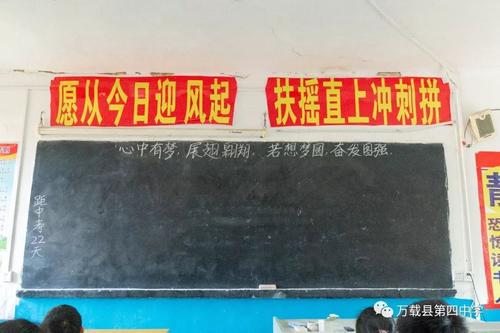 愿从今日迎风起
扶摇直上冲刺拼
心中有梦,展翅翱翔,若想梦圆,奋发图强.
距中考22天
万载县第四中学